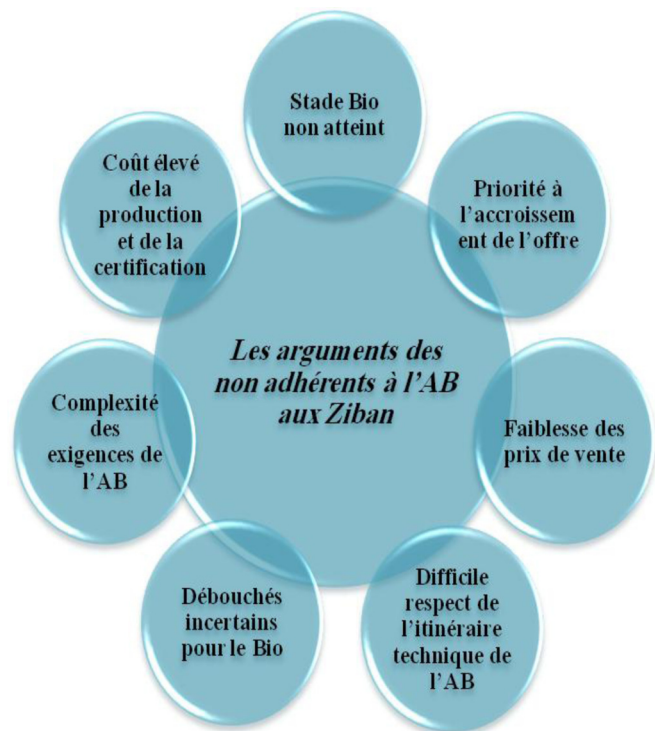 Stade Bio
non atteint
Priorité à
l’accroissem
ent de l’offre
Faiblesse des
prix de vente
Difficile
respect de
l’itinéraire
technique de
l’AB
Débouchés
incertains
pour le Bio
Complexité
des
exigences de
l’AB
Coût élevé
de la
production
et de la
certification
Les arguments des
non adhérents à l’AB
aux Ziban